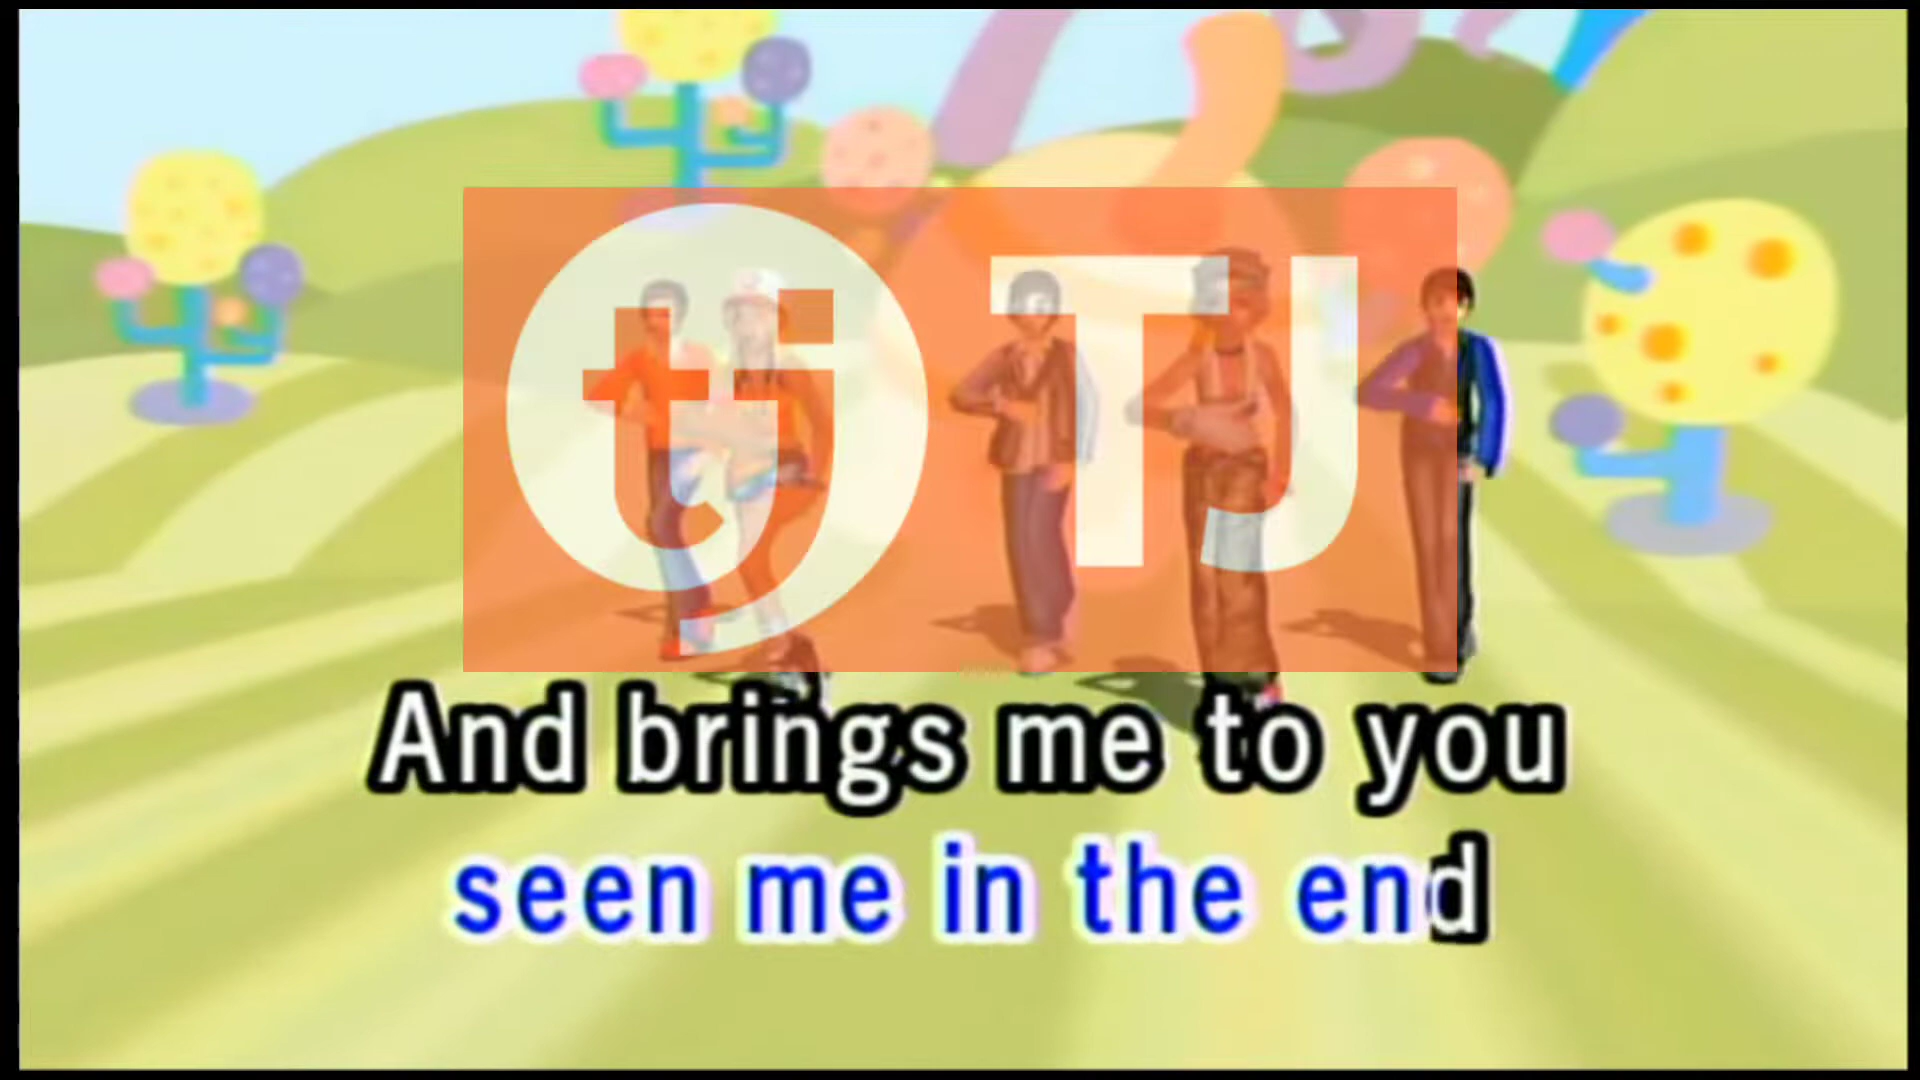 tj TJ
And brings me to you
seen me in the end